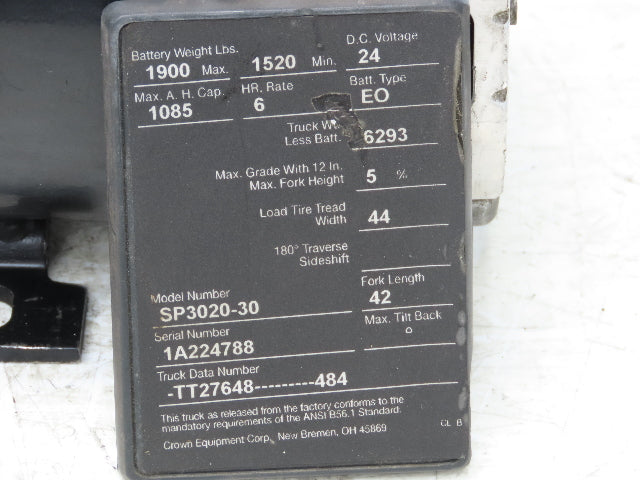 Battery Weight Lbs.
1900 Max. 1520 Min.
D.C. Voltage
24
Max. A. H. Cap.
1085
HR. Rate
6
Batt. Type
EO
Truck
Less Batt. 6293
Max. Grade With 12 In.
Max. Fork Height 5 %
Load Tire Tread
Width 44
180° Traverse
Sideshift
Model Number
SP3020-30
Fork Length
42
Serial Number
1A224788
Max. Tilt Back
°
Truck Data Number
-TT27648---------484
This truck as released from the factory conforms to the
mandatory requirements of the ANSI B56.1 Standard.
Crown Equipment Corp., New Bremen, OH 45869
CL B